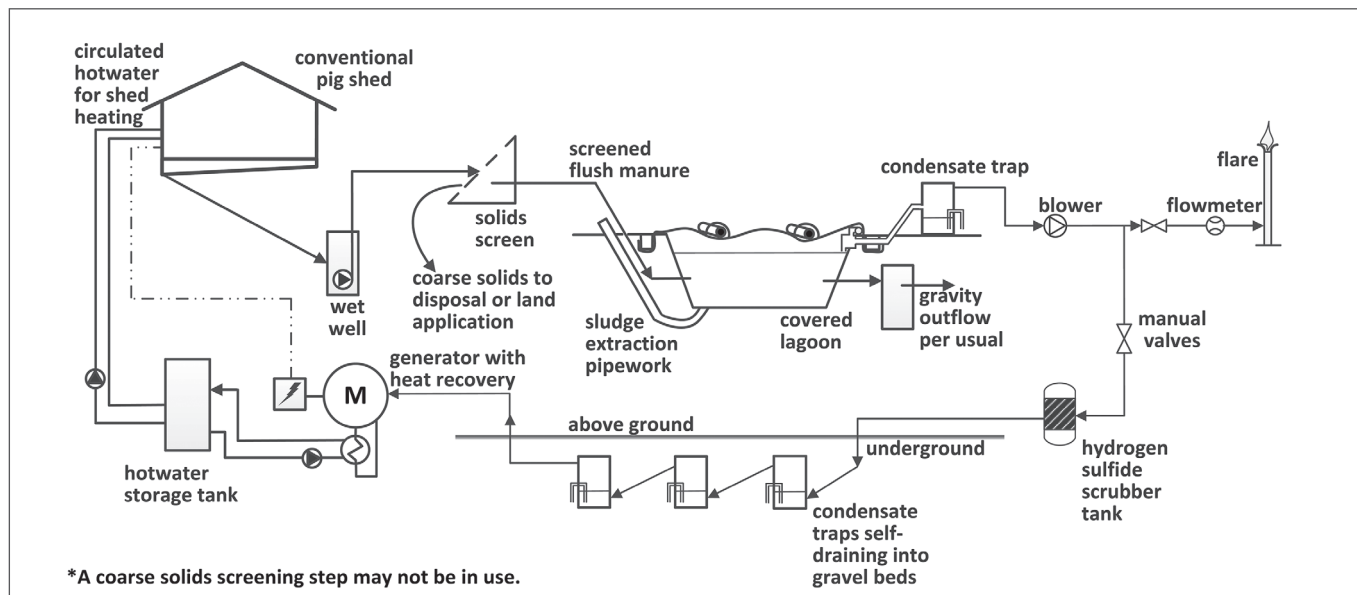 circulated
hotwater
for shed
heating
conventional
pig shed
wet
well
solids
screen
coarse solids to
disposal or land
application
screened
flush manure
sludge
extraction
pipework
covered
lagoon
gravity
outflow
per usual
condensate trap
blower
flowmeter
flare
manual
valves
hydrogen
sulfide
scrubber
tank
above ground
underground
condensate
traps self-
draining into
gravel beds
generator with
heat recovery
M
hotwater
storage tank
*A coarse solids screening step may not be in use.